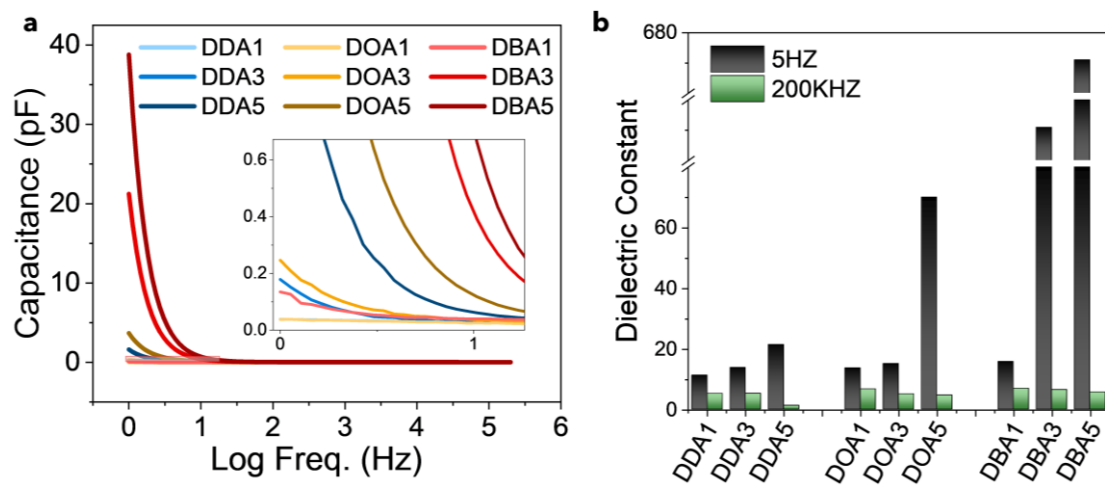 a
Capacitance (pF)
40
30
20
10
0
DDA1 DOA1 DBA1
DDA3 DOA3 DBA3
DDA5 DOA5 DBA5
0.6
0.4
0.2
0.0
0 1
0 1 2 3 4 5 6
Log Freq. (Hz)
b
Dielectric Constant
680
60
40
20
0
5HZ
200KHZ
DDA1 DDA3 DDA5 DOA1 DOA3 DOA5 DBA1 DBA3 DBA5